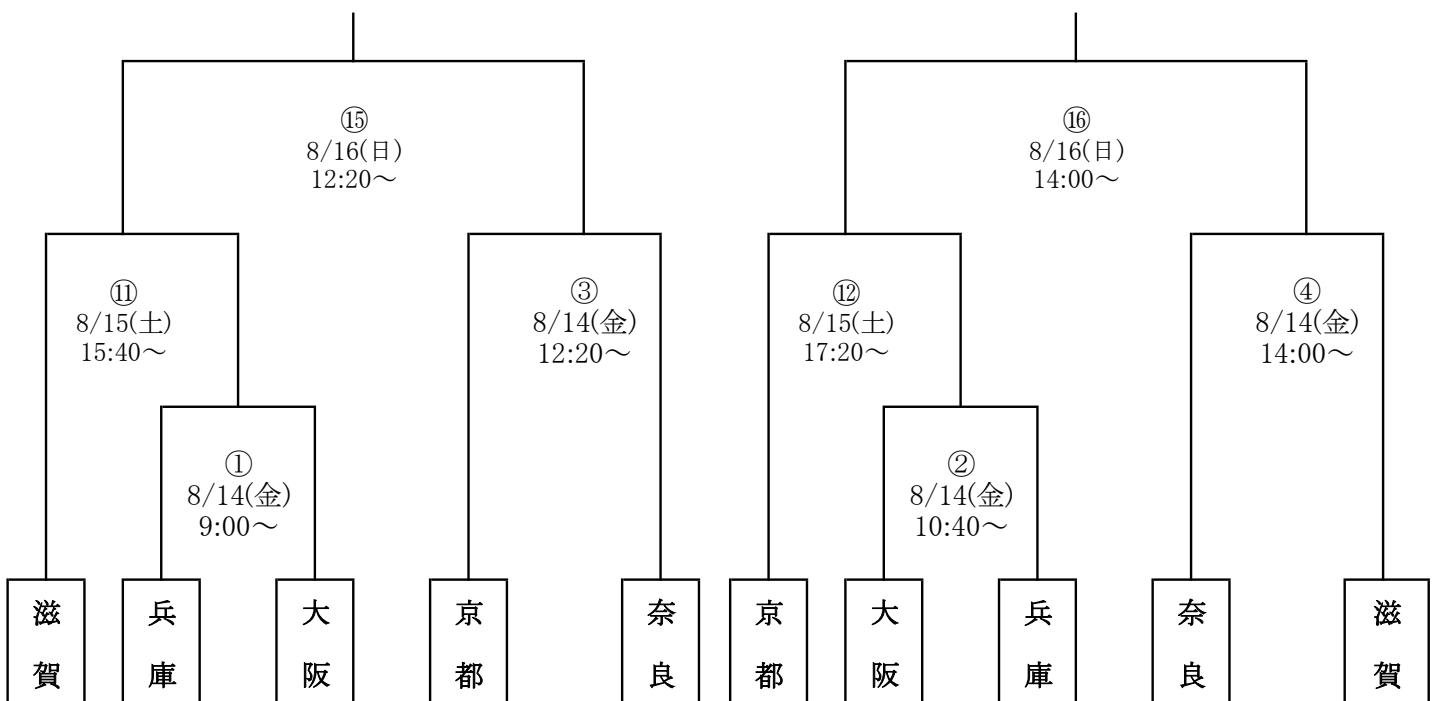 ⑮
8/16(日)
12:20～
⑯
8/16(日)
14:00～
⑪
8/15(土)
15:40～
③
8/14(金)
12:20～
⑫
8/15(土)
17:20～
④
8/14(金)
14:00～
①
8/14(金)
9:00～
②
8/14(金)
10:40～
滋賀
兵庫
大阪
京都
奈良
京都
大阪
兵庫
奈良
滋賀